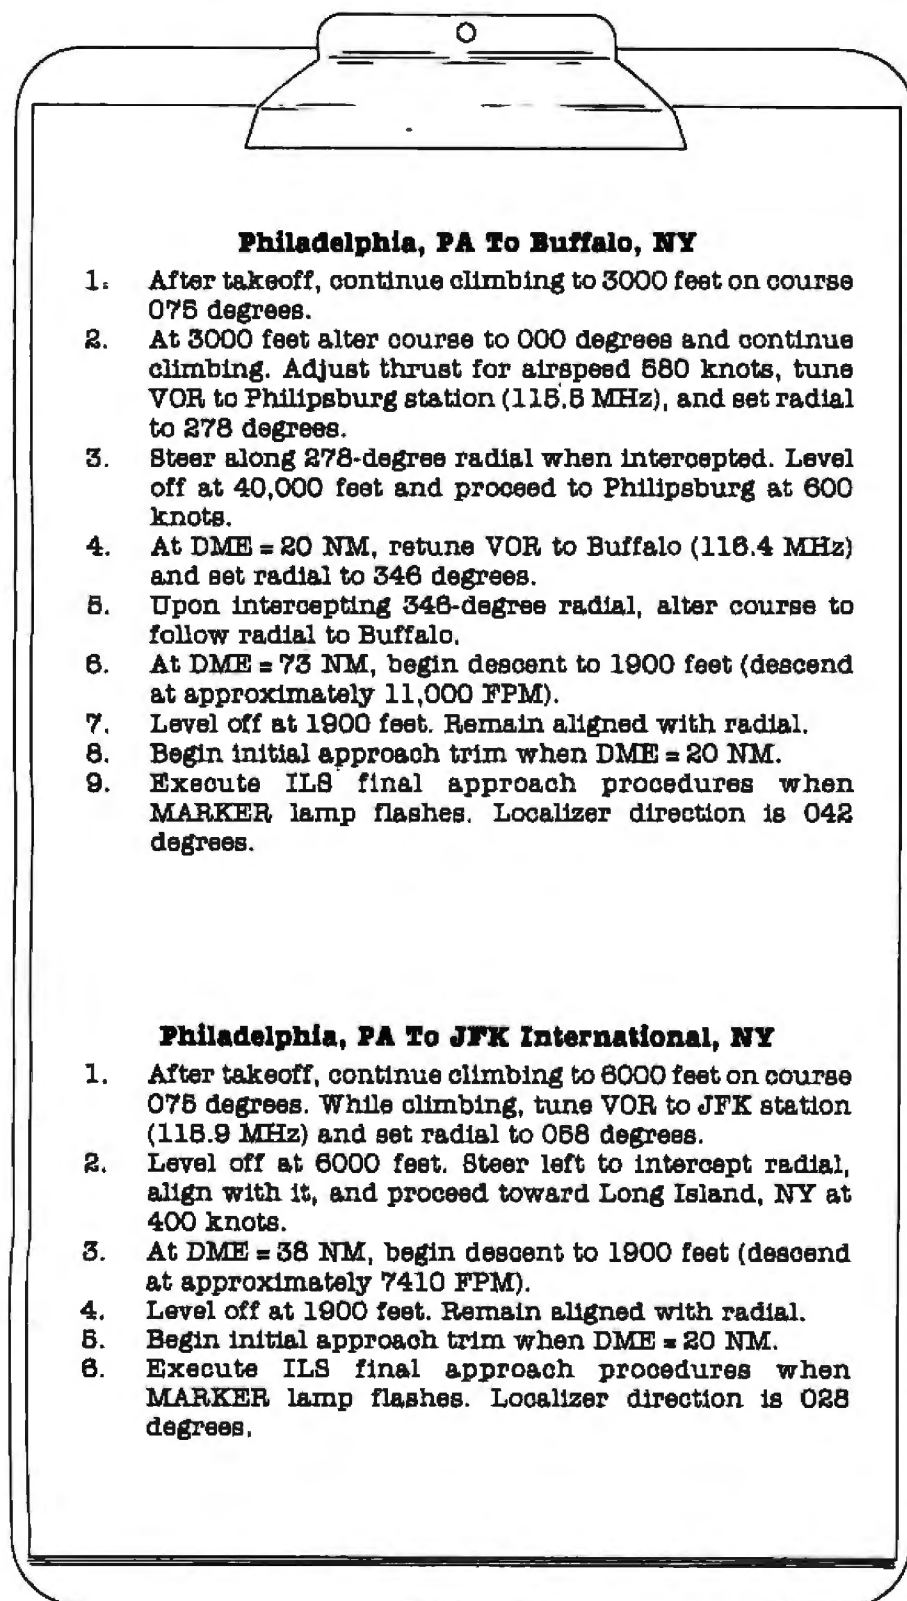 Philadelphia, PA To Buffalo, NY
1. After takeoff, continue climbing to 3000 feet on course
075 degrees.
2. At 3000 feet alter course to 000 degrees and continue
climbing. Adjust thrust for airspeed 580 knots, tune
VOR to Philipsburg station (115.5 MHz), and set radial
to 278 degrees.
3. Steer along 278-degree radial when intercepted. Level
off at 40,000 feet and proceed to Philipsburg at 600
knots.
4. At DME = 20 NM, retune VOR to Buffalo (116.4 MHz)
and set radial to 346 degrees.
5. Upon intercepting 346-degree radial, alter course to
follow radial to Buffalo.
6. At DME = 73 NM, begin descent to 1900 feet (descend
at approximately 11,000 FPM).
7. Level off at 1900 feet. Remain aligned with radial.
8. Begin initial approach trim when DME = 20 NM.
9. Execute ILS final approach procedures when
MARKER lamp flashes. Localizer direction is 042
degrees.
Philadelphia, PA To JFK International, NY
1. After takeoff, continue climbing to 6000 feet on course
075 degrees. While climbing, tune VOR to JFK station
(115.9 MHz) and set radial to 058 degrees.
2. Level off at 6000 feet. Steer left to intercept radial,
align with it, and proceed toward Long Island, NY at
400 knots.
3. At DME = 38 NM, begin descent to 1900 feet (descend
at approximately 7410 FPM).
4. Level off at 1900 feet. Remain aligned with radial.
5. Begin initial approach trim when DME = 20 NM.
6. Execute ILS final approach procedures when
MARKER lamp flashes. Localizer direction is 028
degrees.